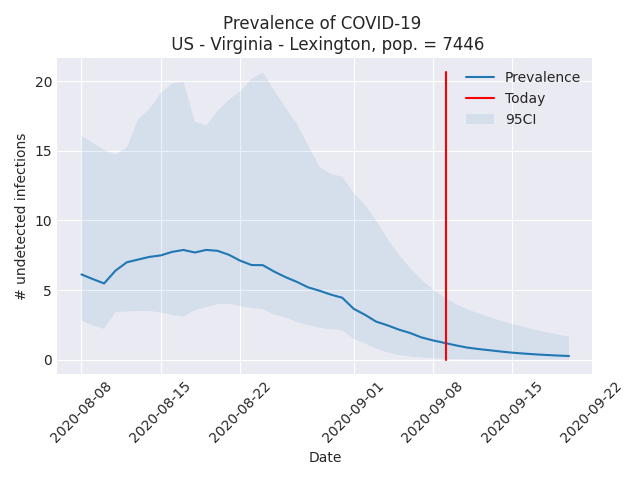 Prevalence of COVID-19
US - Virginia - Lexington, pop. = 7446
Prevalence
Today
95CI
# undetected infections
20
15
10
5
0
2020-08-08
2020-08-15
2020-08-22
2020-09-01
2020-09-08
2020-09-15
2020-09-22
Date